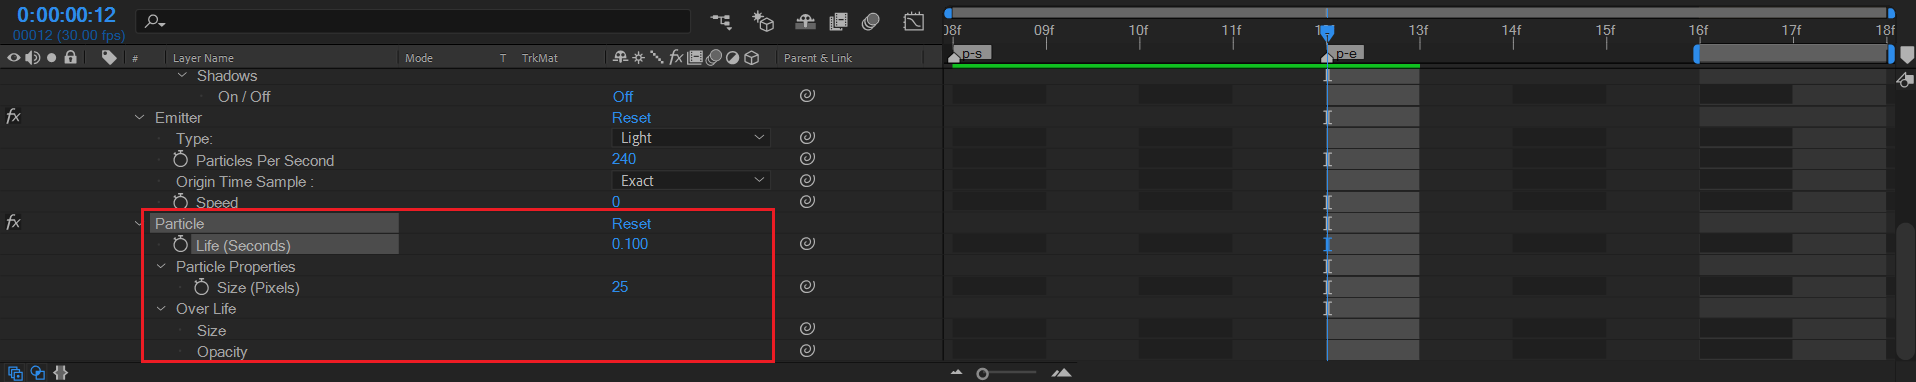 0:00:00:12
00012 (30.00 fps)
08f 09f 10f 11f 12f 13f 14f 15f 16f 17f 18f
p-s p-e
# Layer Name Mode T TrkMat fx Parent & Link
Shadows
On / Off Off
fx Emitter Reset
Type: Light
Particles Per Second 240
Origin Time Sample : Exact
Speed 0
fx Particle Reset
Life (Seconds) 0.100
Particle Properties
Size (Pixels) 25
Over Life
Size
Opacity